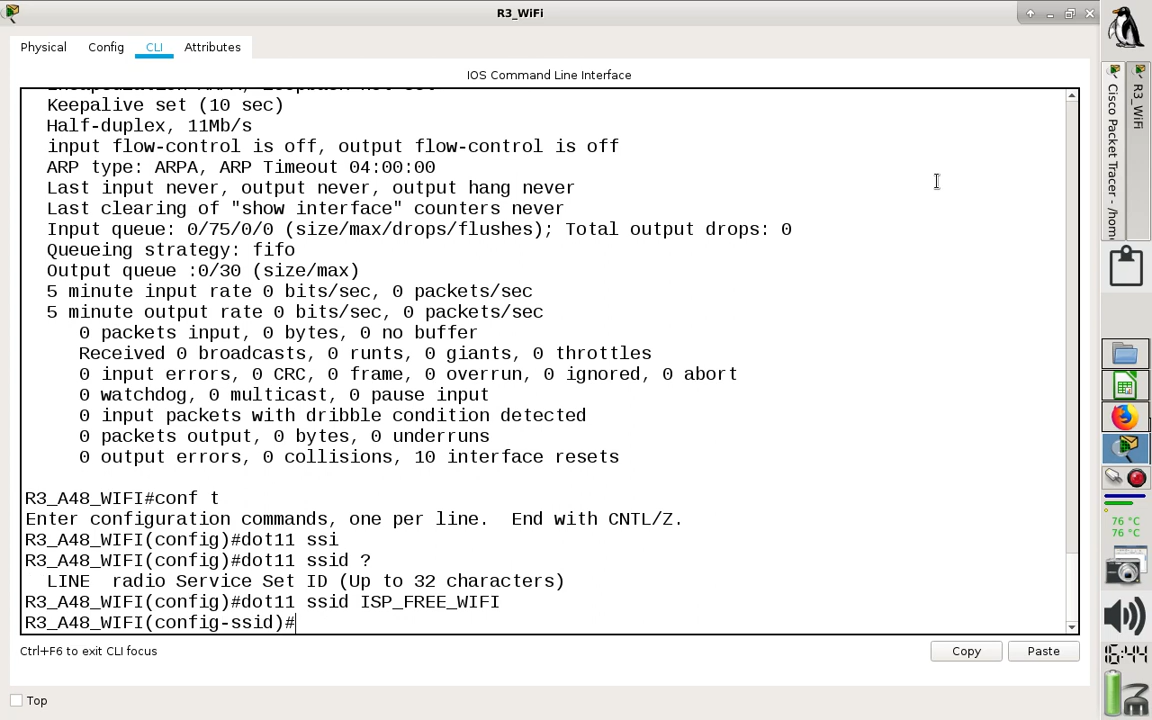 R3_WiFi
Physical Config CLI Attributes
IOS Command Line Interface
Keepalive set (10 sec)
Half-duplex, 11Mb/s
input flow-control is off, output flow-control is off
ARP type: ARPA, ARP Timeout 04:00:00
Last input never, output never, output hang never
Last clearing of "show interface" counters never
Input queue: 0/75/0/0 (size/max/drops/flushes); Total output drops: 0
Queueing strategy: fifo
Output queue :0/30 (size/max)
5 minute input rate 0 bits/sec, 0 packets/sec
5 minute output rate 0 bits/sec, 0 packets/sec
0 packets input, 0 bytes, 0 no buffer
Received 0 broadcasts, 0 runts, 0 giants, 0 throttles
0 input errors, 0 CRC, 0 frame, 0 overrun, 0 ignored, 0 abort
0 watchdog, 0 multicast, 0 pause input
0 input packets with dribble condition detected
0 packets output, 0 bytes, 0 underruns
0 output errors, 0 collisions, 10 interface resets
R3_A48_WIFI#conf t
Enter configuration commands, one per line.  End with CNTL/Z.
R3_A48_WIFI(config)#dot11 ssi
R3_A48_WIFI(config)#dot11 ssid ?
LINE  radio Service Set ID (Up to 32 characters)
R3_A48_WIFI(config)#dot11 ssid ISP_FREE_WIFI
R3_A48_WIFI(config-ssid)#
Ctrl+F6 to exit CLI focus
Copy Paste
Top
R3_WiFi
Cisco Packet Tracer - /hom
76 °C
76 °C
16:44